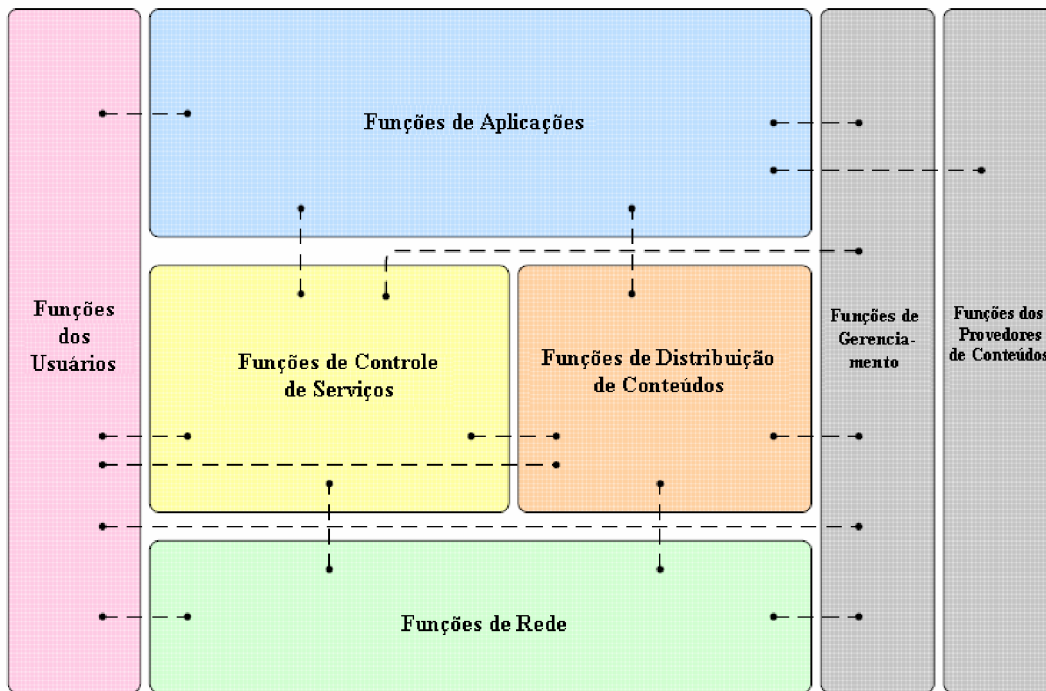 Funções de Aplicações
Funções
dos
Usuários
Funções de Controle
de Serviços
Funções de Distribuição
de Conteúdos
Funções de
Gerencia-
mento
Funções dos
Provedores
de Conteúdos
Funções de Rede